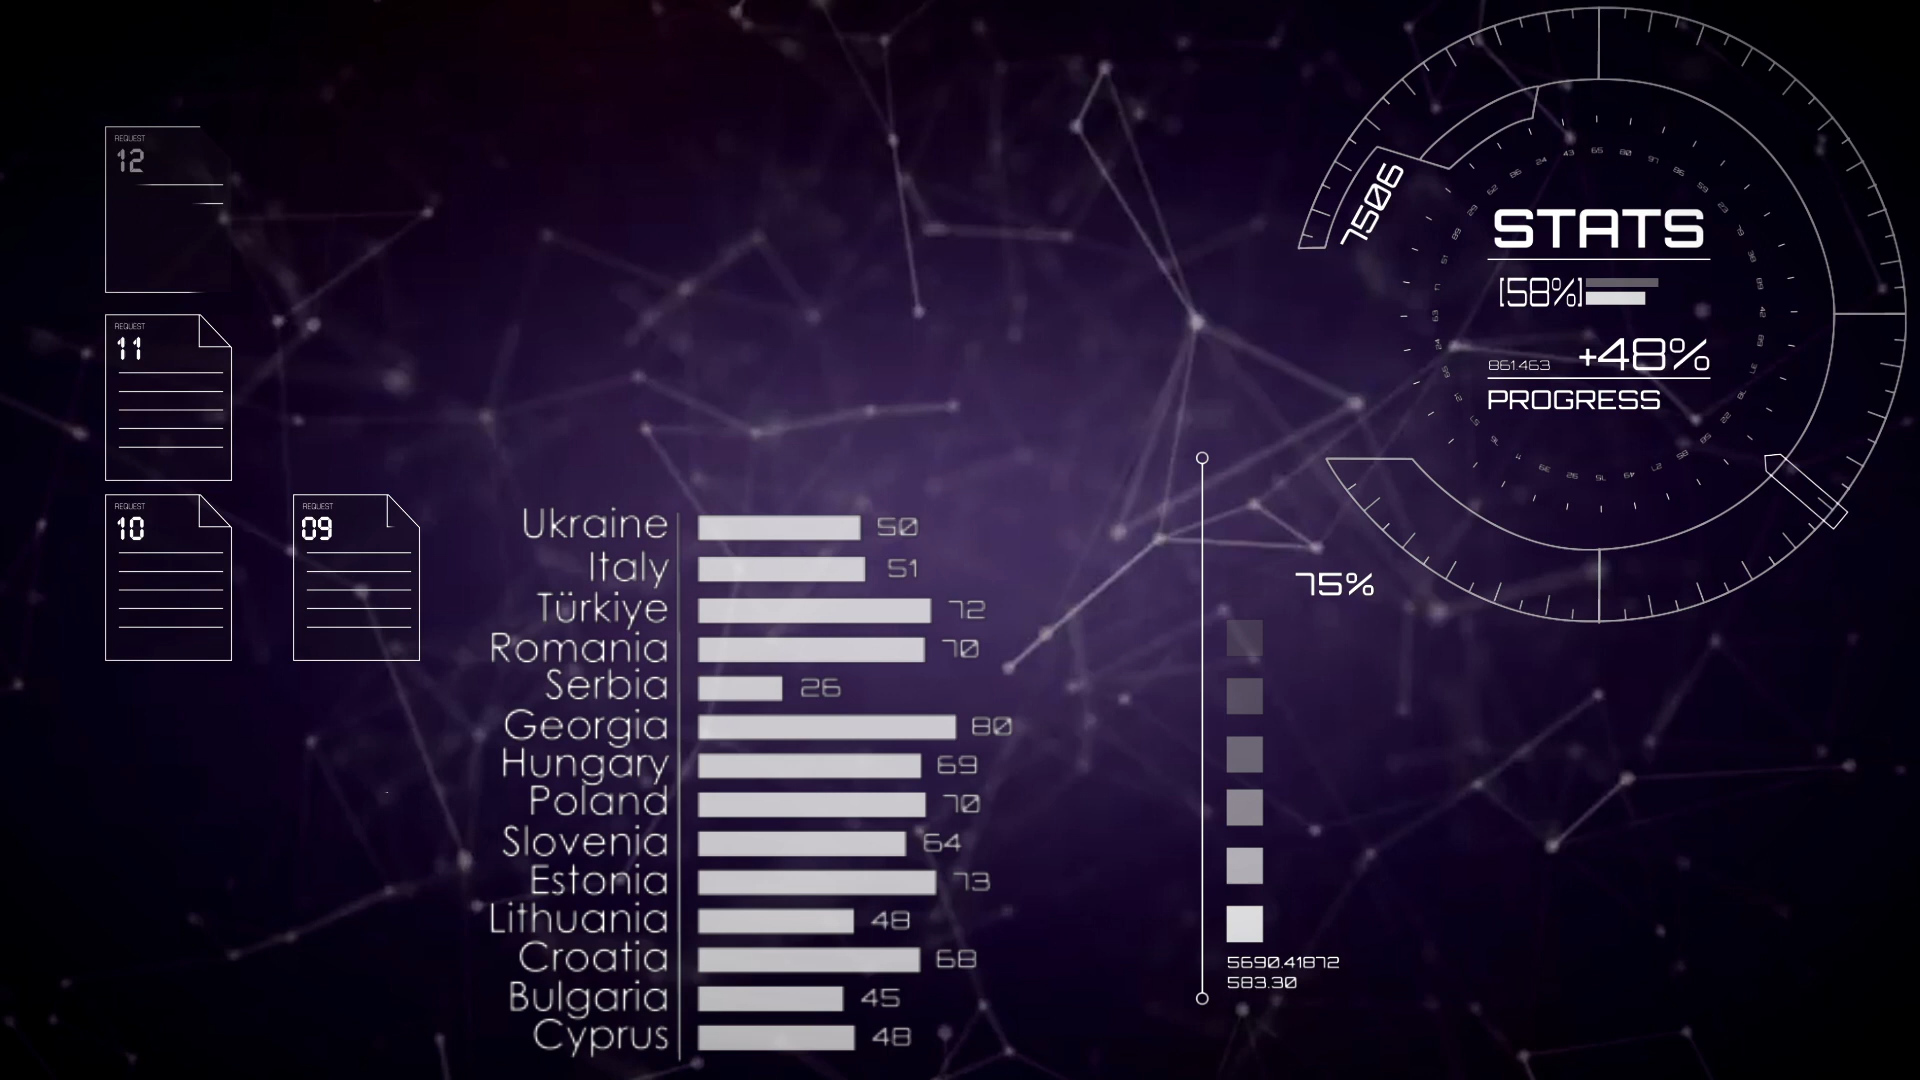 REQUEST
12
REQUEST
11
REQUEST
10
REQUEST
09
Ukraine 50
Italy 51
Türkiye 72
Romania 70
Serbia 26
Georgia 80
Hungary 69
Poland 70
Slovenia 64
Estonia 73
Lithuania 48
Croatia 68
Bulgaria 45
Cyprus 48
7506
STATS
[58%]
861.463 +48%
PROGRESS
75%
5690.41872
583.30